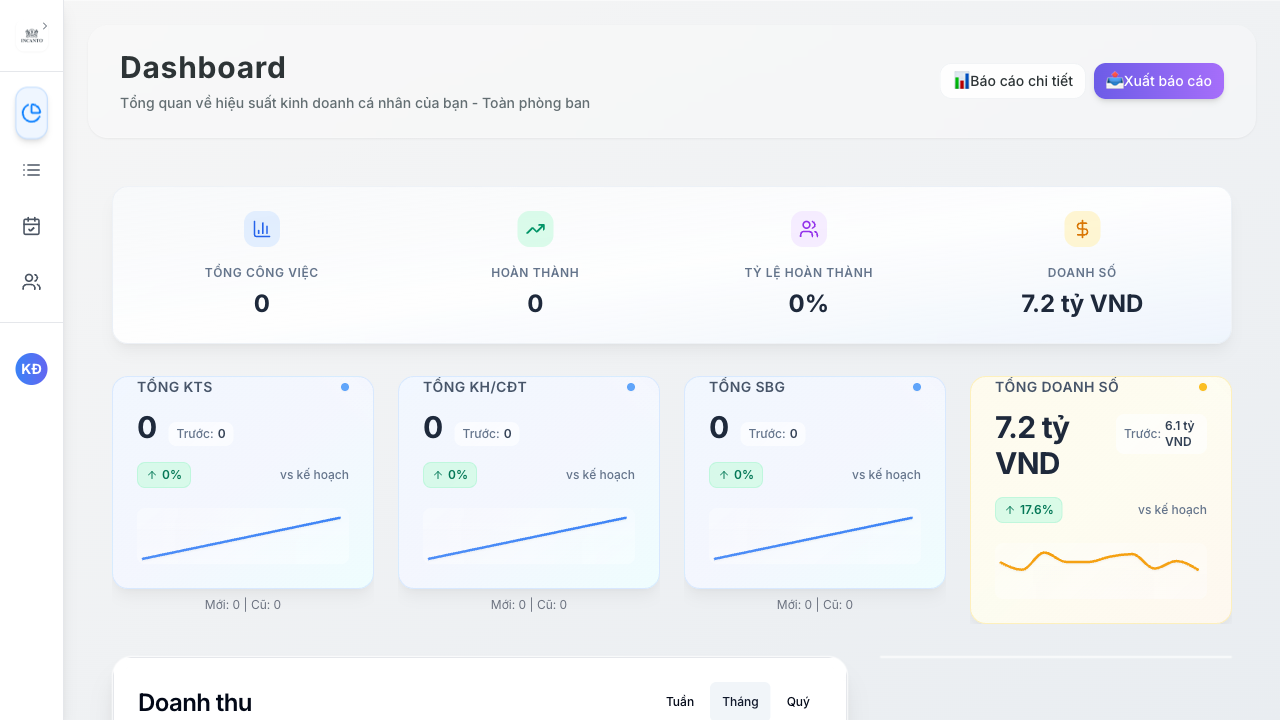 INCANTO
Dashboard
Tổng quan về hiệu suất kinh doanh cá nhân của bạn - Toàn phòng ban
Báo cáo chi tiết
Xuất báo cáo
TỔNG CÔNG VIỆC
0
HOÀN THÀNH
0
TỶ LỆ HOÀN THÀNH
0%
DOANH SỐ
7.2 tỷ VND
KĐ
TỔNG KTS
0 Trước: 0
↑ 0% vs kế hoạch
Mới: 0 | Cũ: 0
TỔNG KH/CĐT
0 Trước: 0
↑ 0% vs kế hoạch
Mới: 0 | Cũ: 0
TỔNG SBG
0 Trước: 0
↑ 0% vs kế hoạch
Mới: 0 | Cũ: 0
TỔNG DOANH SỐ
7.2 tỷ
VND
Trước: 6.1 tỷ
VND
↑ 17.6% vs kế hoạch
Doanh thu
Tuần Tháng Quý